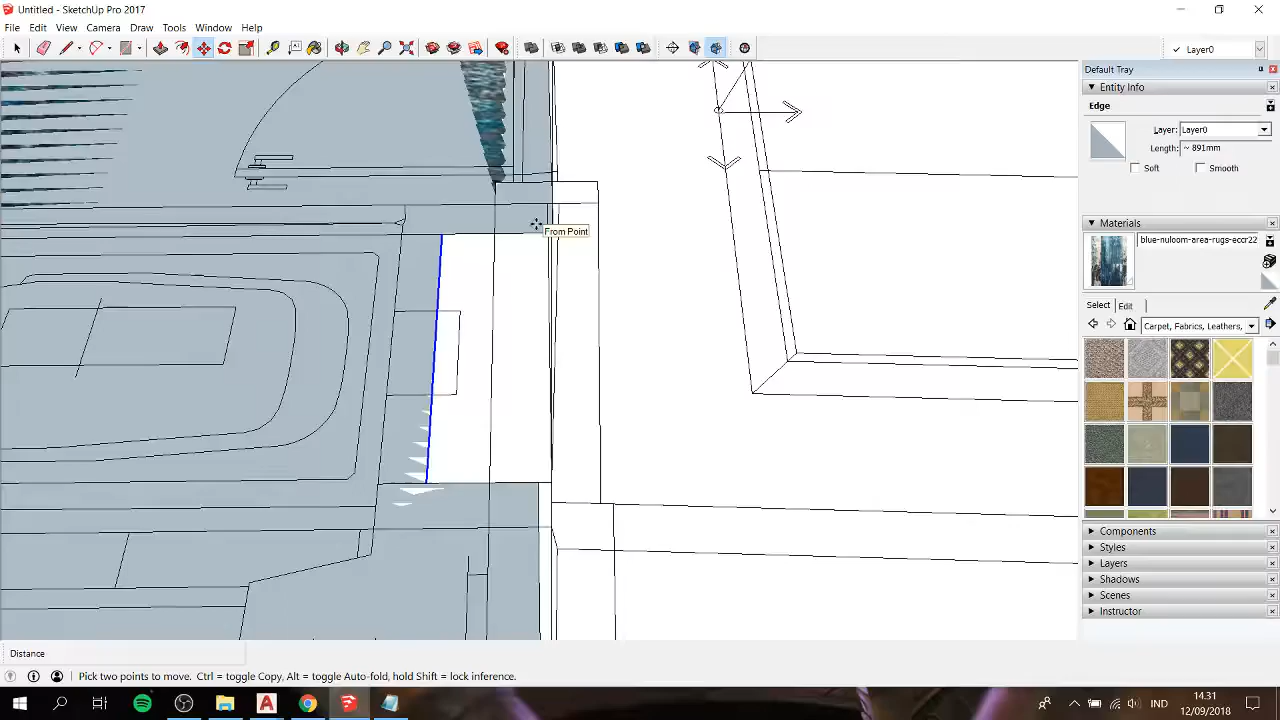 Untitled - SketchUp Pro 2017
File Edit View Camera Draw Tools Window Help
Layer0
Default Tray
Entity Info
Edge
Layer: Layer0
Length: ~ 891mm
Soft Smooth
Materials
blue-nuloom-area-rugs-eccr22
From Point
Select Edit
Carpet, Fabrics, Leathers,
Components
Styles
Layers
Shadows
Scenes
Instructor
Distance
Pick two points to move. Ctrl = toggle Copy, Alt = toggle Auto-fold, hold Shift = lock inference.
IND
14.31
12/09/2018